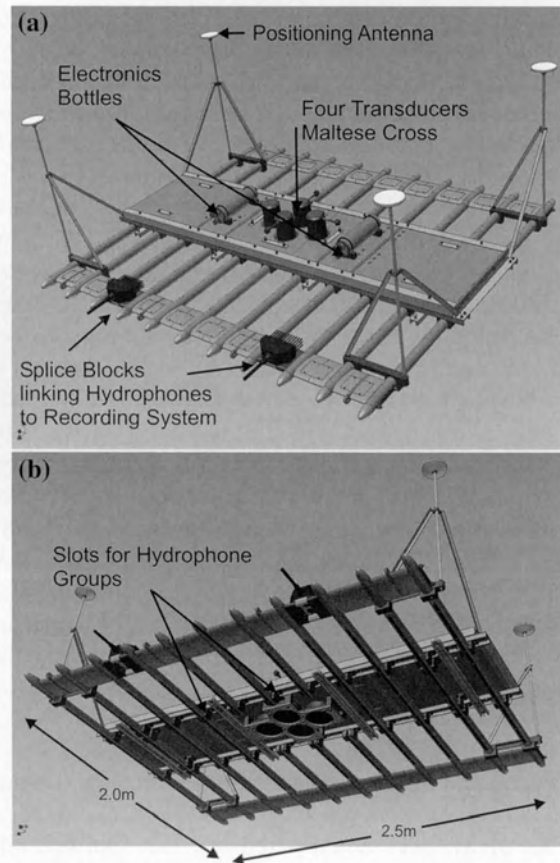 (a)
Positioning Antenna
Electronics
Bottles
Four Transducers
Maltese Cross
Splice Blocks
linking Hydrophones
to Recording System
(b)
Slots for Hydrophone
Groups
2.0m
2.5m